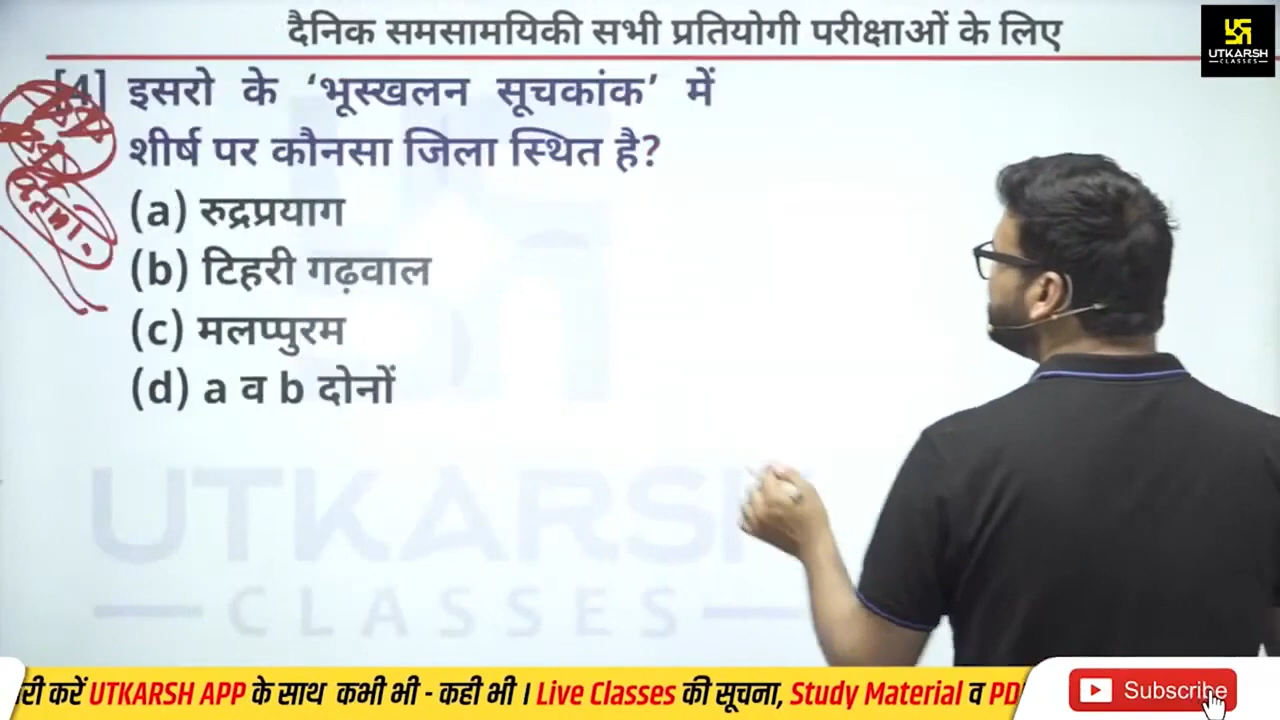 दैनिक समसामयिकी सभी प्रतियोगी परीक्षाओं के लिए
UTKARSH
CLASSES
[4] इसरो के ‘भूस्खलन सूचकांक’ में
शीर्ष पर कौनसा जिला स्थित है?
(a) रुद्रप्रयाग
(b) टिहरी गढ़वाल
(c) मलप्पुरम
(d) a व b दोनों
UTKARSH
CLASSES
री करें UTKARSH APP के साथ कभी भी - कही भी । Live Classes की सूचना, Study Material व PD
Subscribe